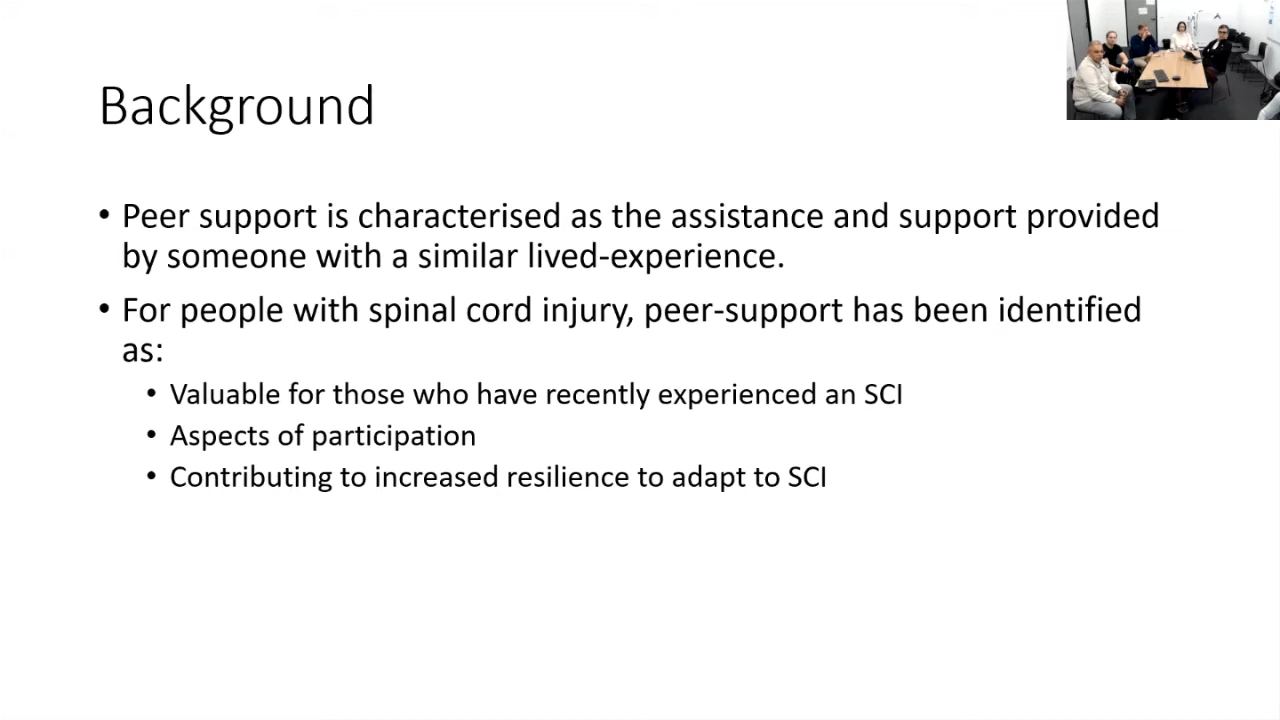 Background
• Peer support is characterised as the assistance and support provided
by someone with a similar lived-experience.
• For people with spinal cord injury, peer-support has been identified
as:
• Valuable for those who have recently experienced an SCI
• Aspects of participation
• Contributing to increased resilience to adapt to SCI